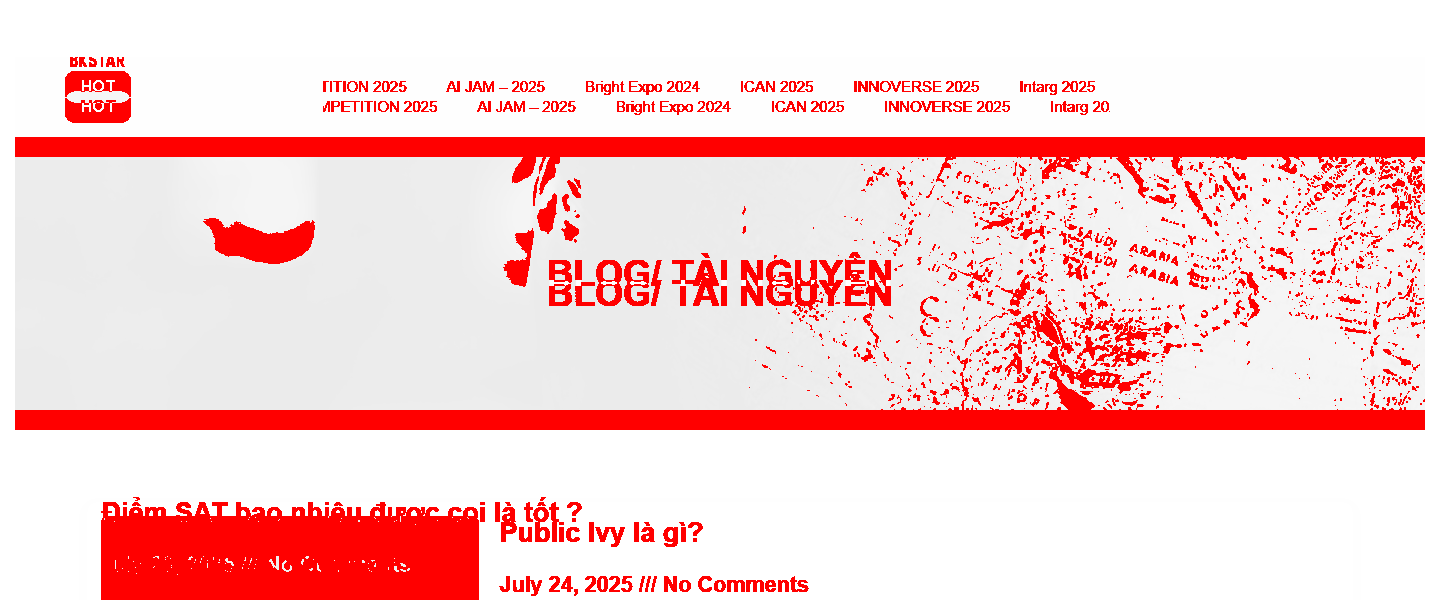 BKSTAR
HOT
HOT
TITION 2025 AI JAM – 2025 Bright Expo 2024 ICAN 2025 INNOVERSE 2025 Intarg 2025
MPETITION 2025 AI JAM – 2025 Bright Expo 2024 ICAN 2025 INNOVERSE 2025 Intarg 20
SAUDI ARABIA
SAUDI ARABIA
BLOG/ TÀI NGUYÊN
BLOG/ TÀI NGUYÊN
Điểm SAT bao nhiêu được coi là tốt ?
Public Ivy là gì?
2025 /// No Comments
July 24, 2025 /// No Comments